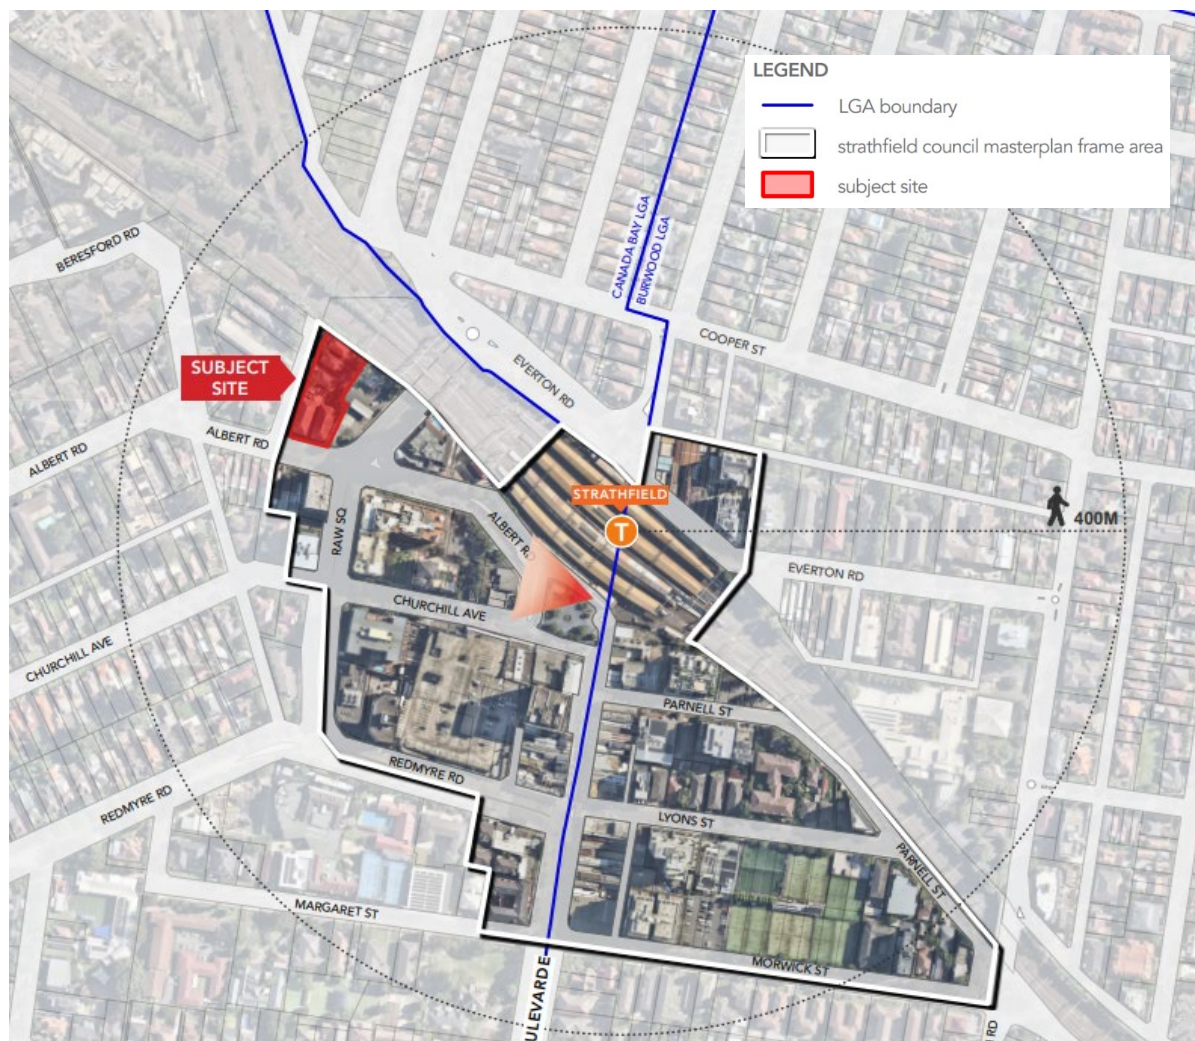 LEGEND
LGA boundary
strathfield council masterplan frame area
subject site
CANADA BAY LGA
BURWOOD LGA
BERESFORD RD
COOPER ST
EVERTON RD
SUBJECT
SITE
ALBERT RD
ALBERT RD
STRATHFIELD
T
400M
RAW SQ
ALBERT RD
EVERTON RD
CHURCHILL AVE
CHURCHILL AVE
PARNELL ST
REDMYRE RD
REDMYRE RD
LYONS ST
PARNELL ST
MARGARET ST
MORWICK ST
ULEVARDE
RD